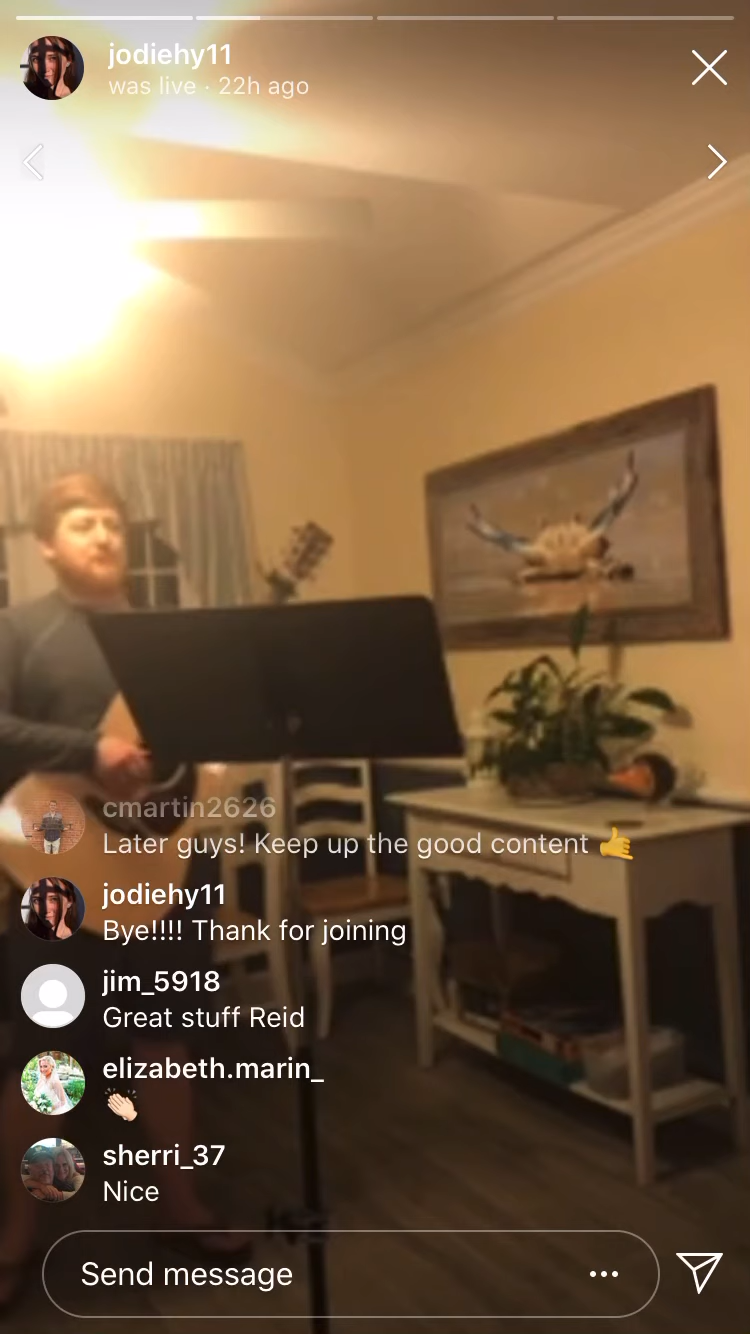 jodiehy11
was live · 22h ago
cmartin2626
Later guys! Keep up the good content 🤙
jodiehy11
Bye!!!! Thank for joining
jim_5918
Great stuff Reid
elizabeth.marin_
👏🏻
sherri_37
Nice
Send message